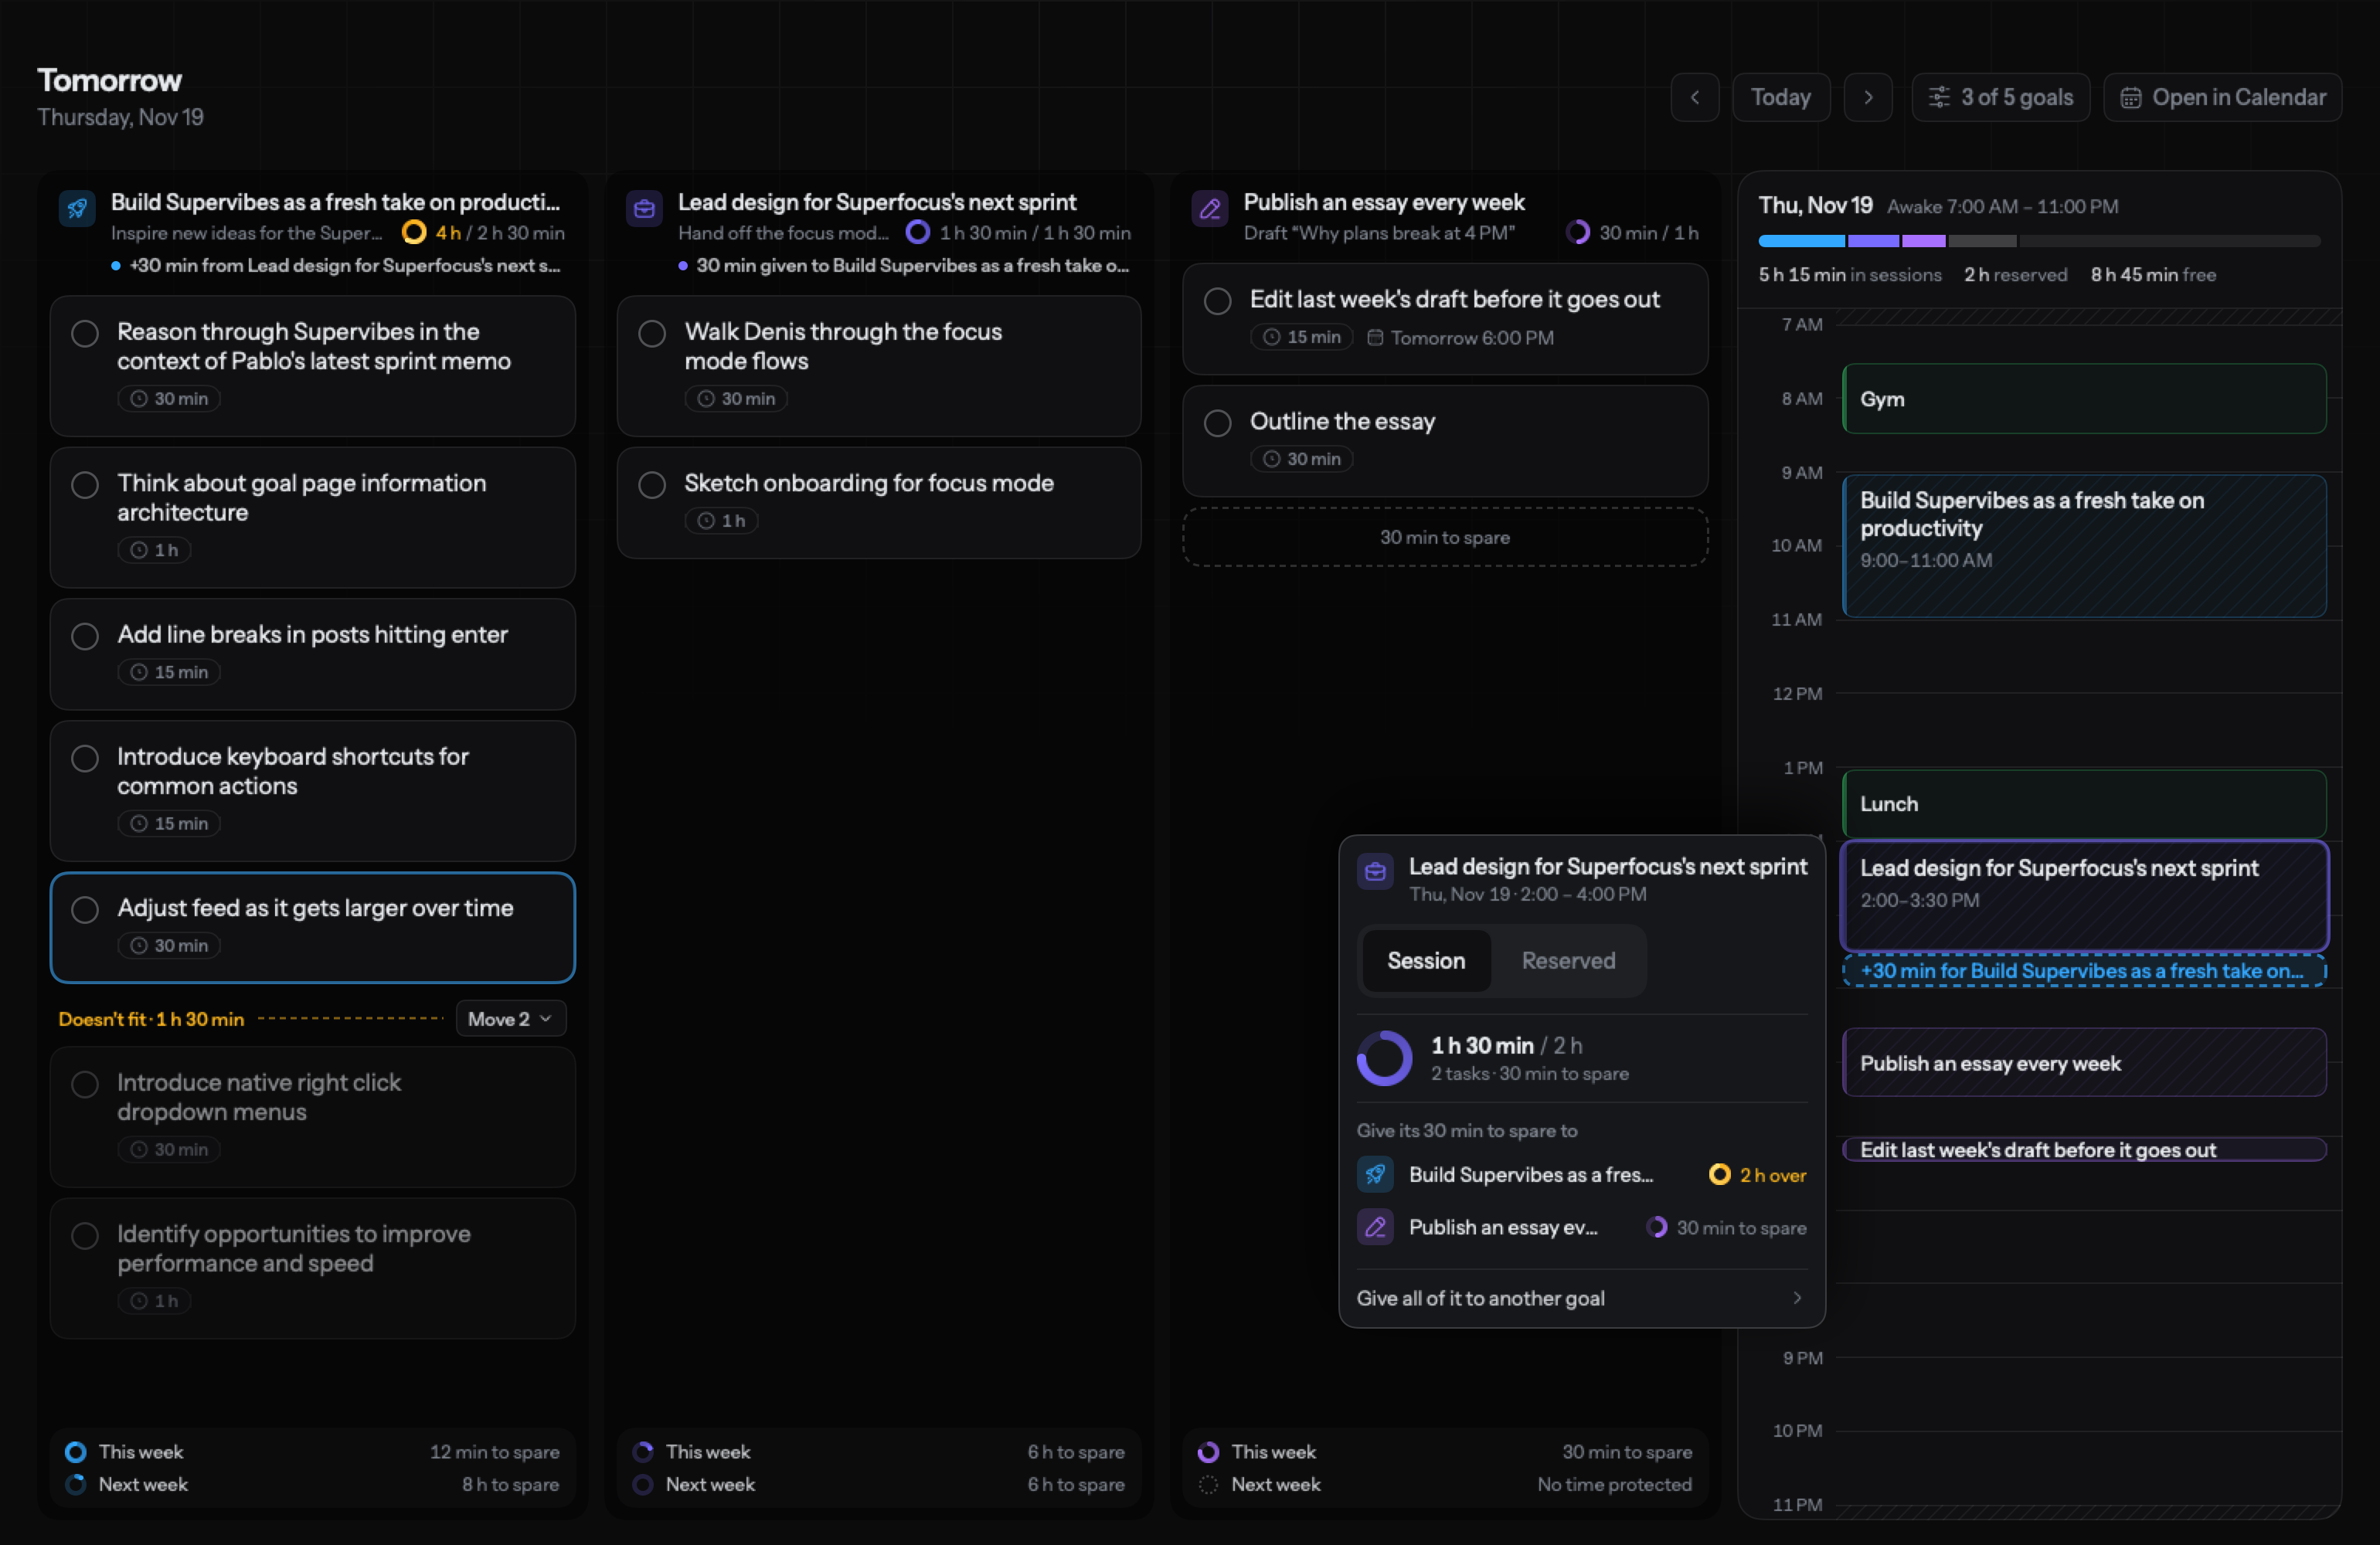 Tomorrow
Thursday, Nov 19
Today
3 of 5 goals
Open in Calendar
Build Supervibes as a fresh take on producti...
Inspire new ideas for the Super...
4 h / 2 h 30 min
+30 min from Lead design for Superfocus's next s...
Reason through Supervibes in the
context of Pablo's latest sprint memo
30 min
Think about goal page information
architecture
1 h
Add line breaks in posts hitting enter
15 min
Introduce keyboard shortcuts for
common actions
15 min
Adjust feed as it gets larger over time
30 min
Doesn't fit · 1 h 30 min
Move 2
Introduce native right click
dropdown menus
30 min
Identify opportunities to improve
performance and speed
1 h
This week
12 min to spare
Next week
8 h to spare
Lead design for Superfocus's next sprint
Hand off the focus mod...
1 h 30 min / 1 h 30 min
30 min given to Build Supervibes as a fresh take o...
Walk Denis through the focus
mode flows
30 min
Sketch onboarding for focus mode
1 h
This week
6 h to spare
Next week
6 h to spare
Publish an essay every week
Draft “Why plans break at 4 PM”
30 min / 1 h
Edit last week's draft before it goes out
15 min
Tomorrow 6:00 PM
Outline the essay
30 min
30 min to spare
This week
30 min to spare
Next week
No time protected
Lead design for Superfocus's next sprint
Thu, Nov 19 · 2:00 – 4:00 PM
Session
Reserved
1 h 30 min / 2 h
2 tasks · 30 min to spare
Give its 30 min to spare to
Build Supervibes as a fres...
2 h over
Publish an essay ev...
30 min to spare
Give all of it to another goal
Thu, Nov 19
Awake 7:00 AM – 11:00 PM
5 h 15 min in sessions
2 h reserved
8 h 45 min free
7 AM
8 AM
Gym
9 AM
Build Supervibes as a fresh take on
productivity
10 AM
9:00–11:00 AM
11 AM
12 PM
1 PM
Lunch
Lead design for Superfocus's next sprint
2:00–3:30 PM
+30 min for Build Supervibes as a fresh take on...
Publish an essay every week
Edit last week's draft before it goes out
9 PM
10 PM
11 PM